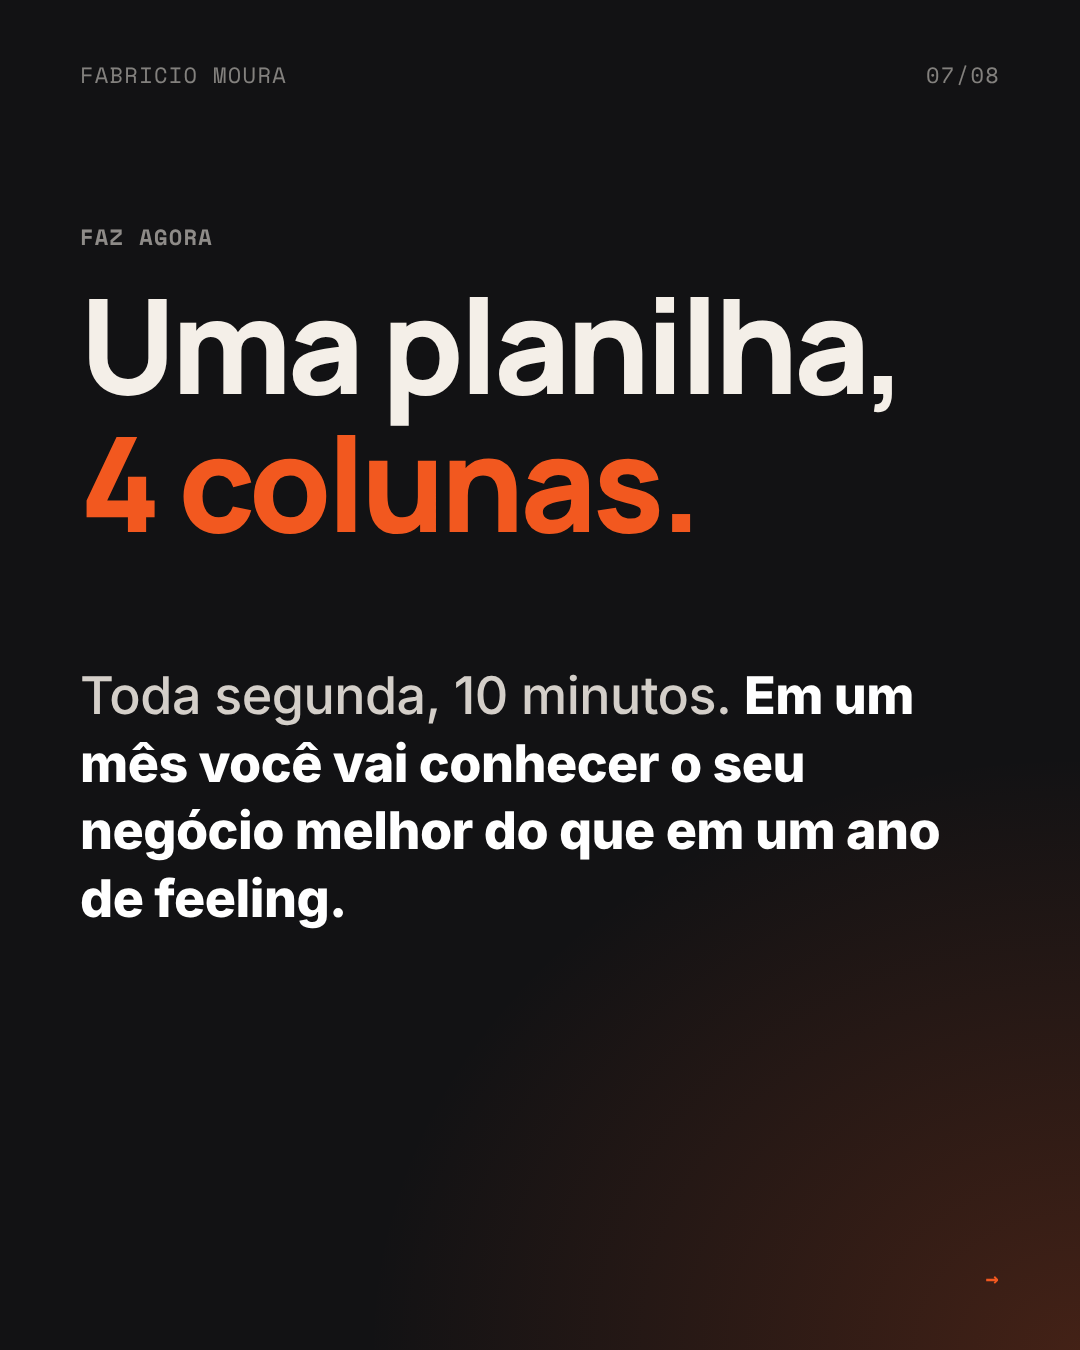 FABRICIO MOURA
07/08
FAZ AGORA
Uma planilha,
4 colunas.
Toda segunda, 10 minutos. Em um
mês você vai conhecer o seu
negócio melhor do que em um ano
de feeling.
→